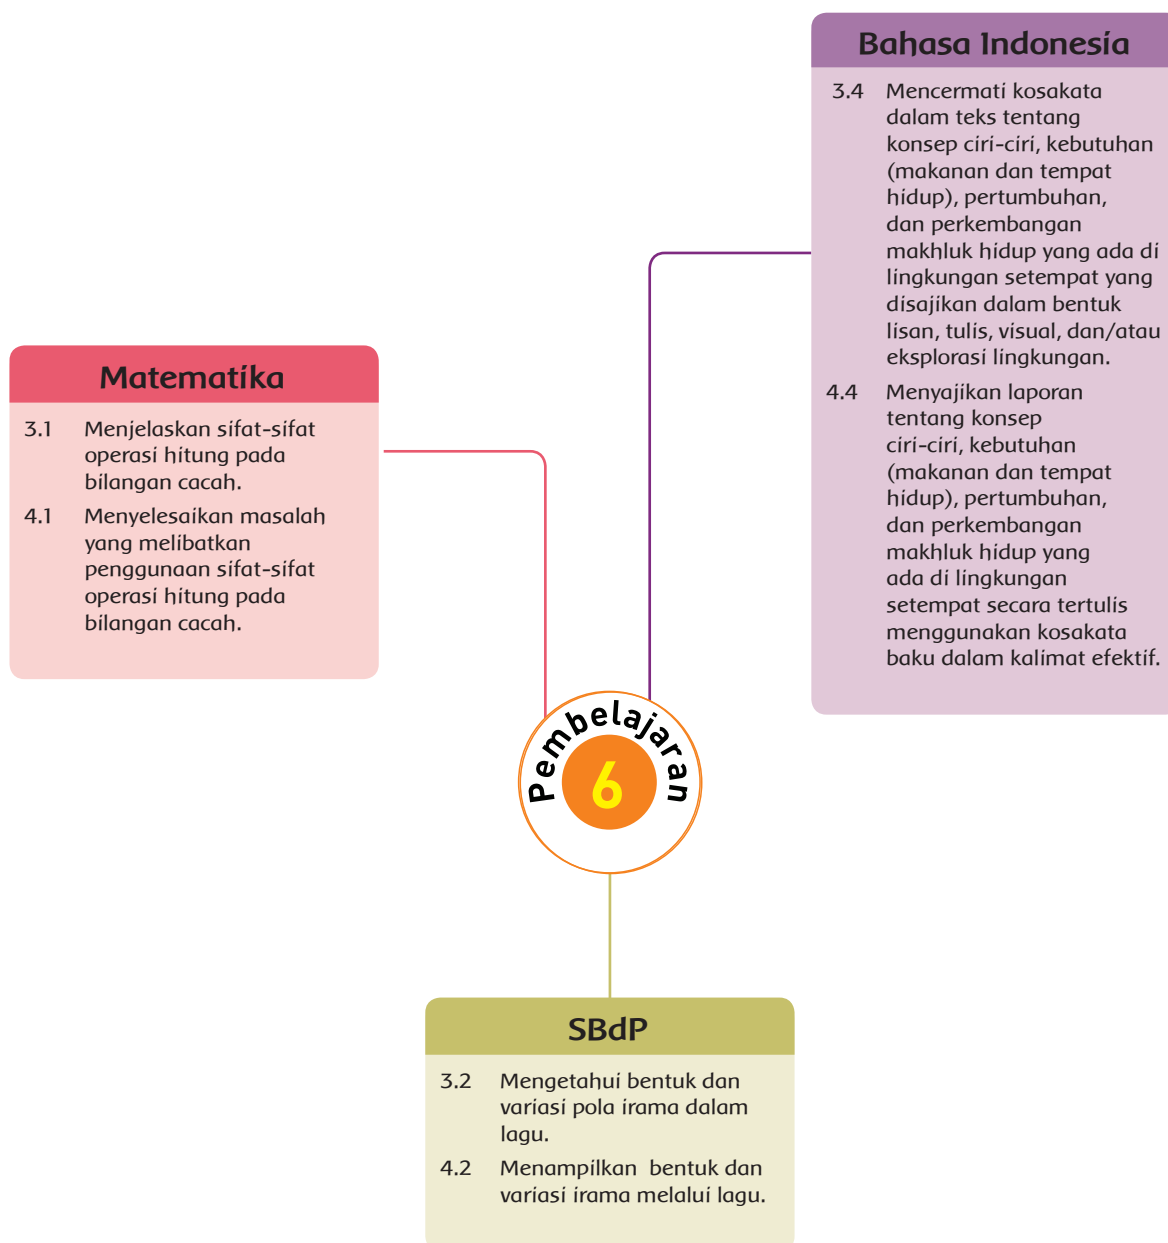 Bahasa Indonesia
3.4 Mencermati kosakata
dalam teks tentang
konsep ciri-ciri, kebutuhan
(makanan dan tempat
hidup), pertumbuhan,
dan perkembangan
makhluk hidup yang ada di
lingkungan setempat yang
disajikan dalam bentuk
lisan, tulis, visual, dan/atau
eksplorasi lingkungan.
4.4 Menyajikan laporan
tentang konsep
ciri-ciri, kebutuhan
(makanan dan tempat
hidup), pertumbuhan,
dan perkembangan
makhluk hidup yang
ada di lingkungan
setempat secara tertulis
menggunakan kosakata
baku dalam kalimat efektif.
Matematika
3.1 Menjelaskan sifat-sifat
operasi hitung pada
bilangan cacah.
4.1 Menyelesaikan masalah
yang melibatkan
penggunaan sifat-sifat
operasi hitung pada
bilangan cacah.
Pembelajaran
6
SBdP
3.2 Mengetahui bentuk dan
variasi pola irama dalam
lagu.
4.2 Menampilkan bentuk dan
variasi irama melalui lagu.